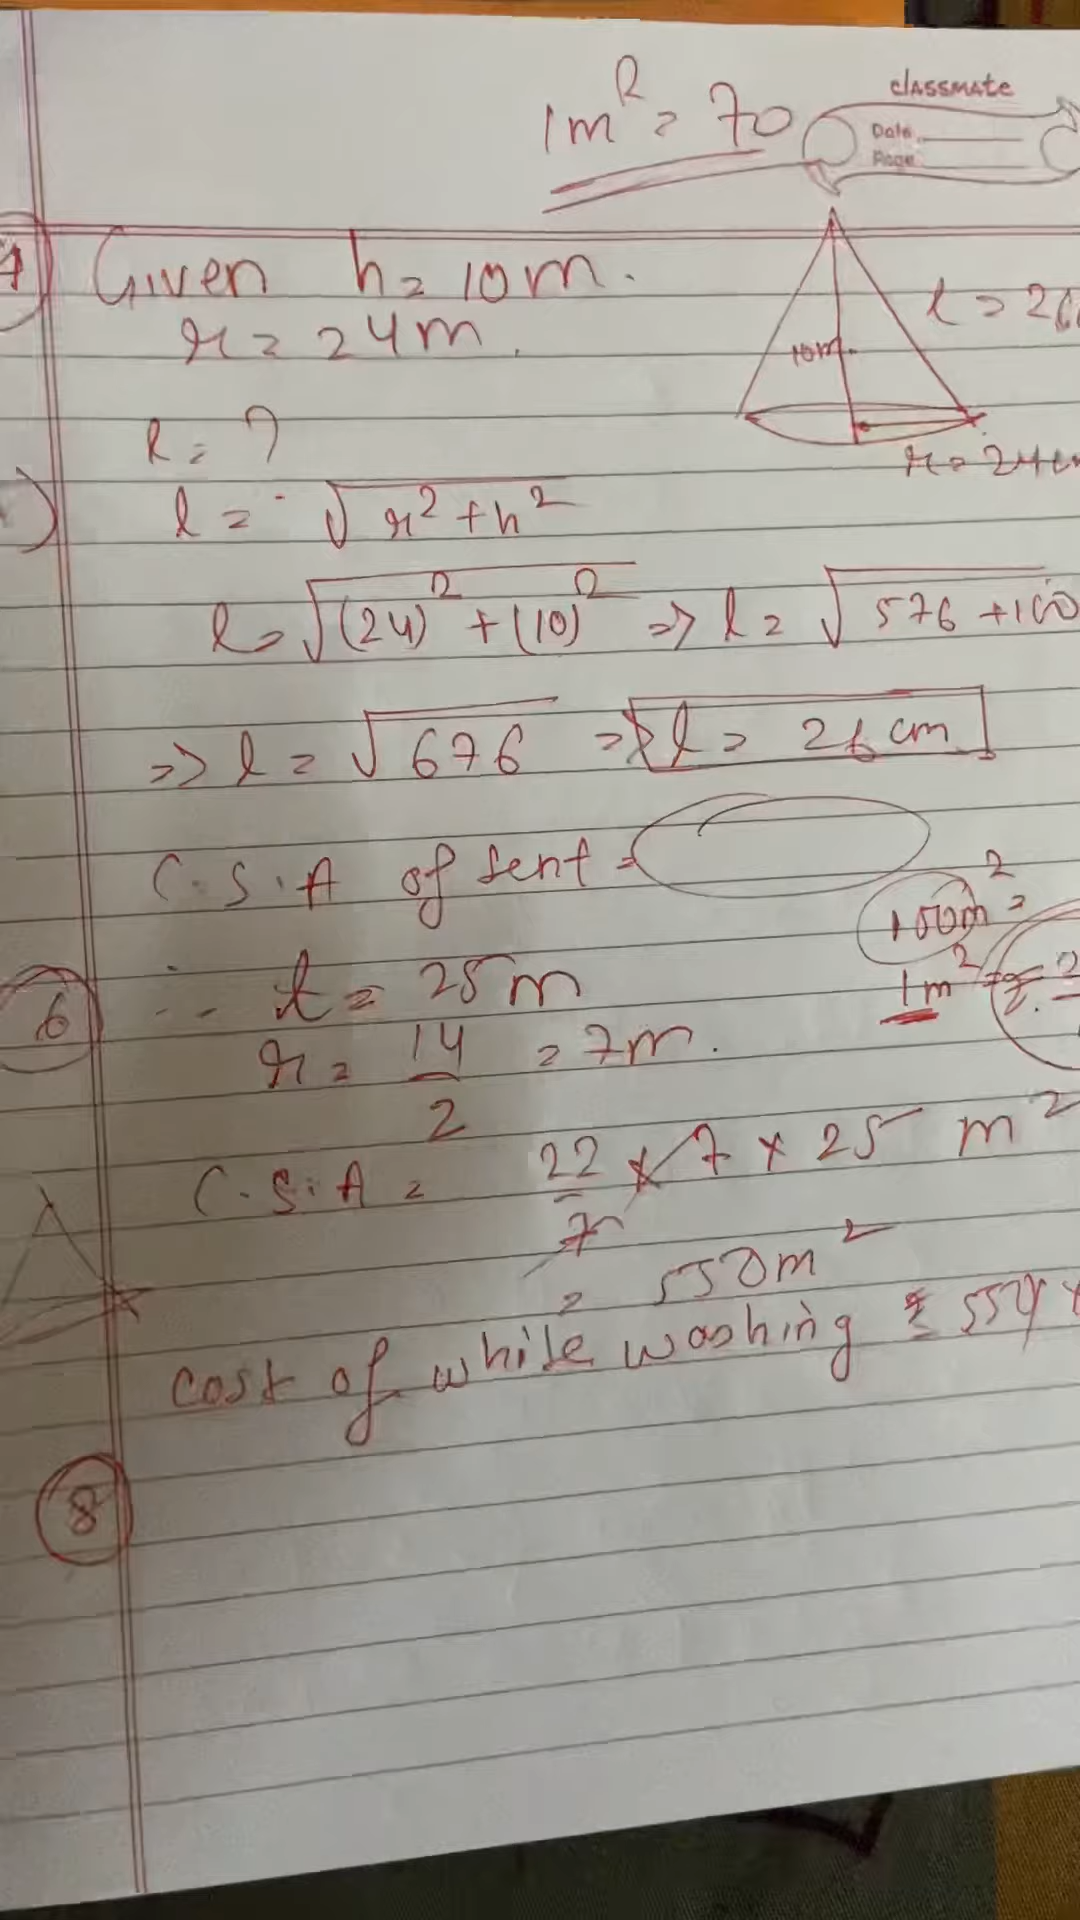 1m² = 70
classmate
Date
Page
4
Given h = 10m.
r = 24m.
10m
l = 26
r = 24cm
l = ?
l = √r² + h²
l = √(24)² + (10)² => l = √576 + 100
=> l = √676 => l = 26 cm
C.S.A of tent =
100m² =
1m² =
6 ∴ l = 25m
r = 14/2 = 7m.
C.S.A = 22/7 × 7 × 25 m²
= 550m²
cost of white washing
8